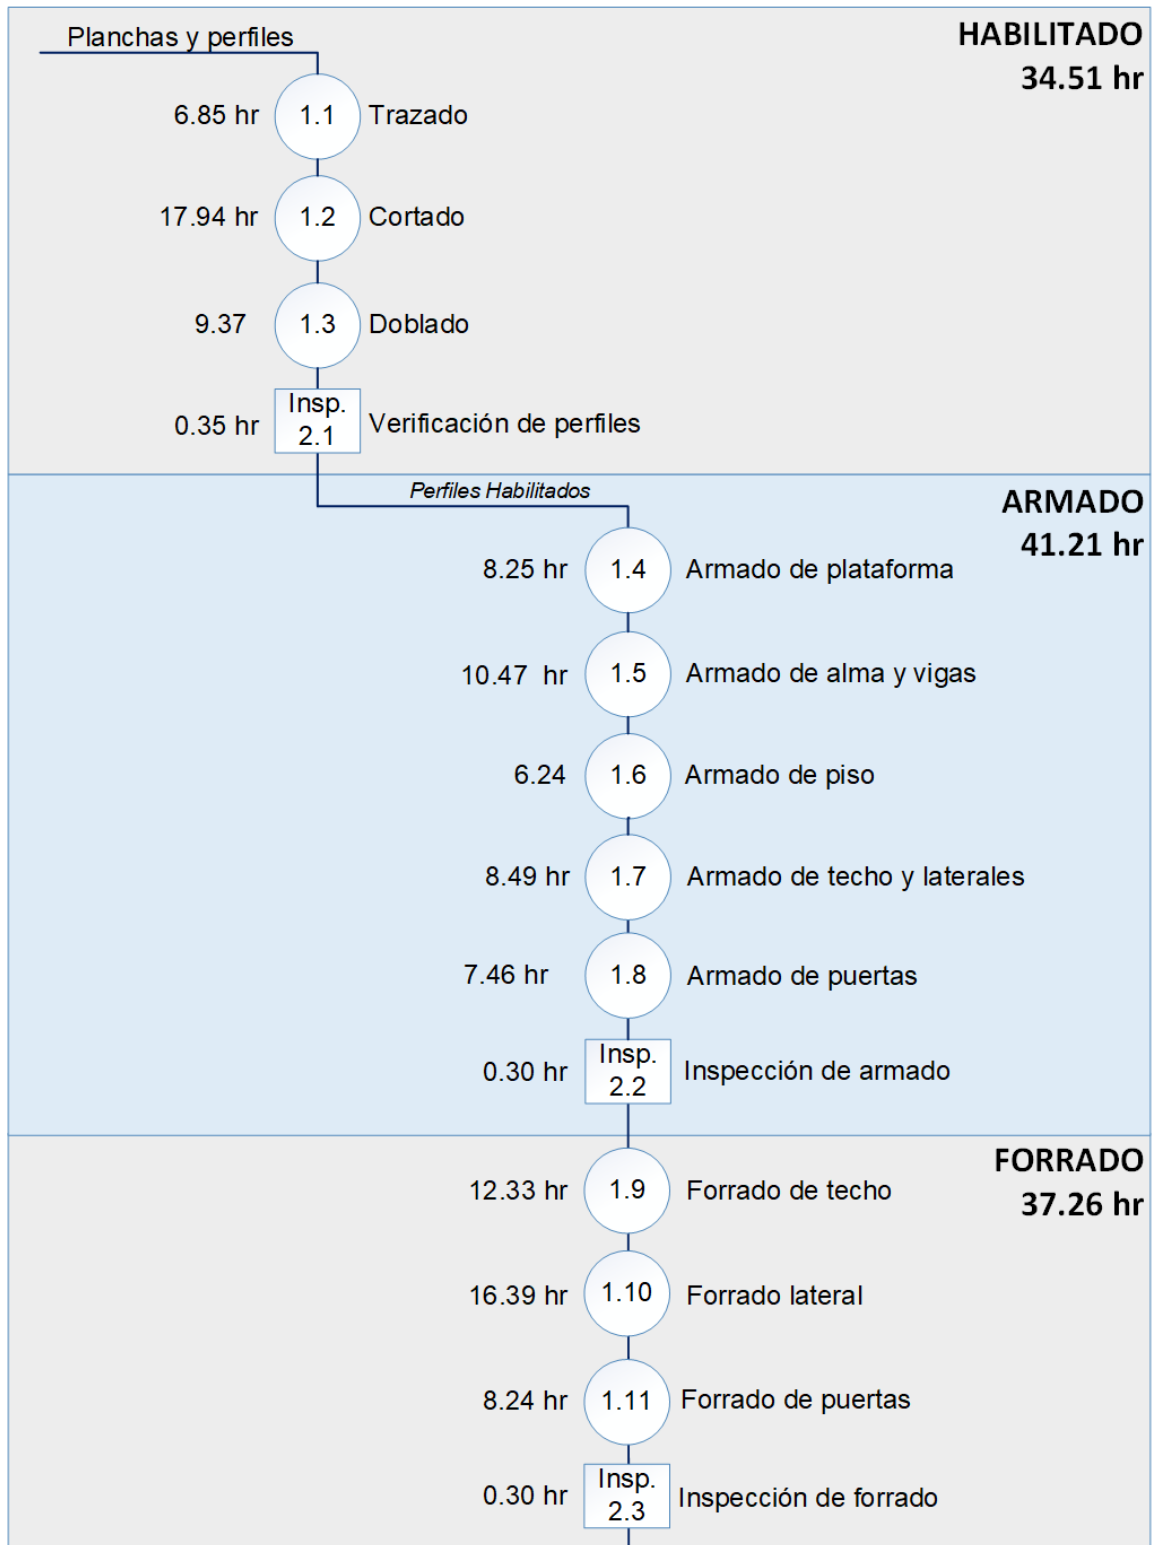 Planchas y perfiles
HABILITADO
34.51 hr
6.85 hr 1.1 Trazado
17.94 hr 1.2 Cortado
9.37 1.3 Doblado
Insp.
0.35 hr 2.1 Verificación de perfiles
Perfiles Habilitados
ARMADO
41.21 hr
8.25 hr 1.4 Armado de plataforma
10.47 hr 1.5 Armado de alma y vigas
6.24 1.6 Armado de piso
8.49 hr 1.7 Armado de techo y laterales
7.46 hr 1.8 Armado de puertas
Insp.
0.30 hr 2.2 Inspección de armado
FORRADO
37.26 hr
12.33 hr 1.9 Forrado de techo
16.39 hr 1.10 Forrado lateral
8.24 hr 1.11 Forrado de puertas
Insp.
0.30 hr 2.3 Inspección de forrado